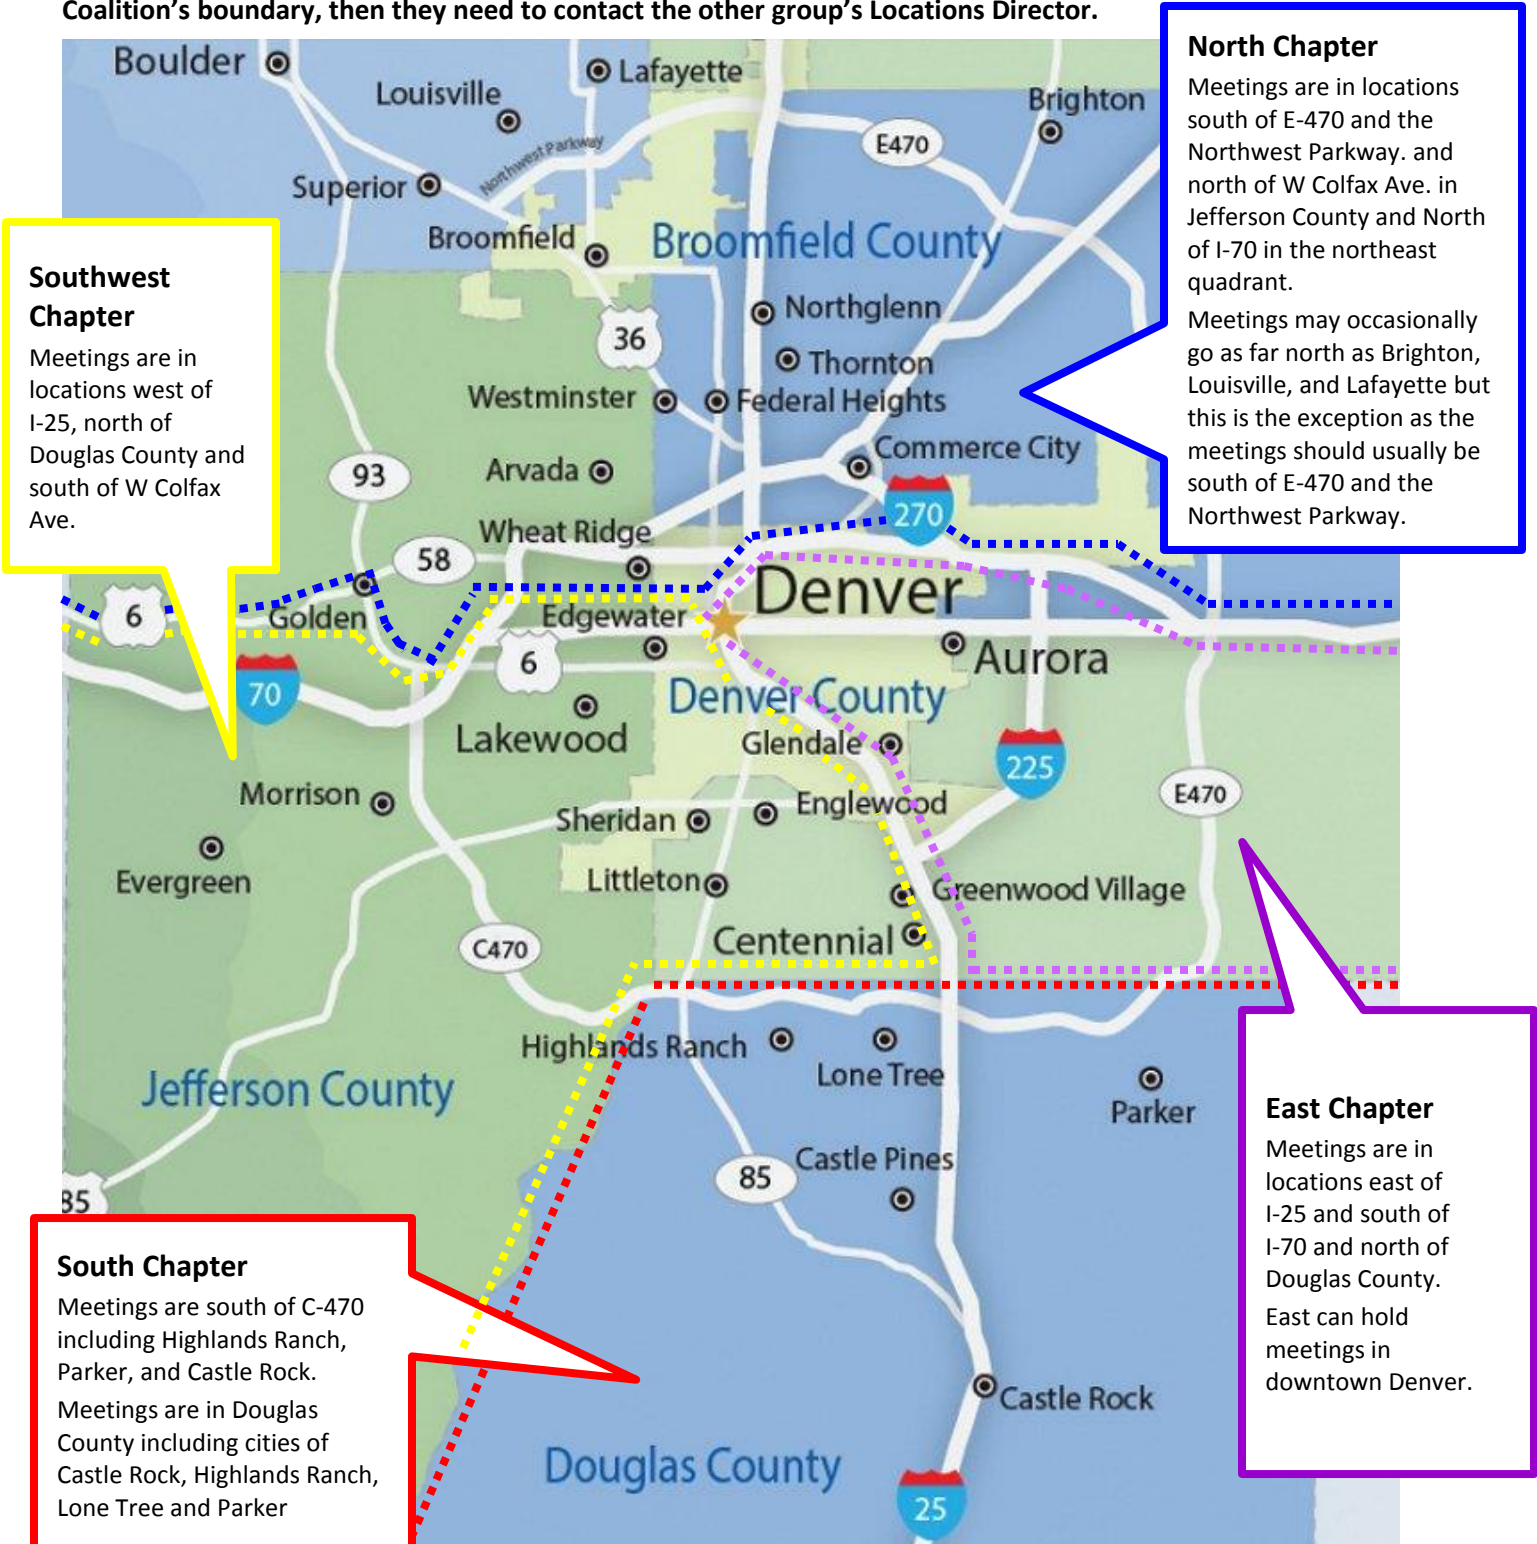 Coalition’s boundary, then they need to contact the other group’s Locations Director.
North Chapter
Meetings are in locations
south of E-470 and the
Northwest Parkway. and
north of W Colfax Ave. in
Jefferson County and North
of I-70 in the northeast
quadrant.
Meetings may occasionally
go as far north as Brighton,
Louisville, and Lafayette but
this is the exception as the
meetings should usually be
south of E-470 and the
Northwest Parkway.
Southwest
Chapter
Meetings are in
locations west of
I-25, north of
Douglas County and
south of W Colfax
Ave.
Boulder
Lafayette
Louisville
Brighton
Northwest Parkway
E470
Superior
Broomfield
Broomfield County
Northglenn
36
Thornton
Westminster
Federal Heights
Commerce City
Arvada
93
270
Wheat Ridge
58
Denver
6
Golden
Edgewater
6
Aurora
70
Denver County
Lakewood
Glendale
225
Morrison
E470
Englewood
Sheridan
Evergreen
Littleton
Greenwood Village
Centennial
C470
Highlands Ranch
Lone Tree
Jefferson County
Parker
Castle Pines
85
85
Castle Rock
Douglas County
25
East Chapter
Meetings are in
locations east of
I-25 and south of
I-70 and north of
Douglas County.
East can hold
meetings in
downtown Denver.
South Chapter
Meetings are south of C-470
including Highlands Ranch,
Parker, and Castle Rock.
Meetings are in Douglas
County including cities of
Castle Rock, Highlands Ranch,
Lone Tree and Parker